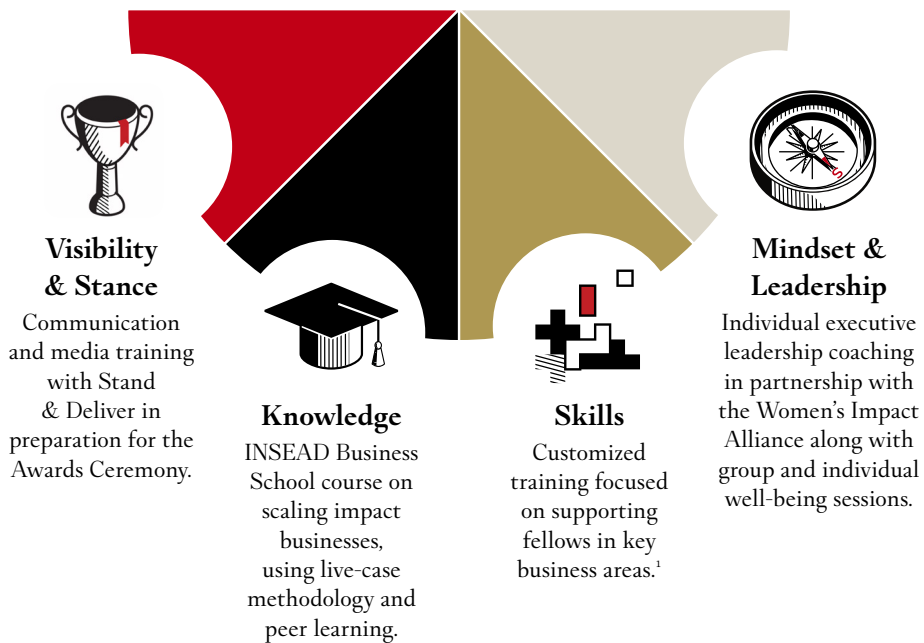 Visibility
& Stance
Communication
and media training
with Stand
& Deliver in
preparation for the
Awards Ceremony.
Knowledge
INSEAD Business
School course on
scaling impact
businesses,
using live-case
methodology and
peer learning.
Skills
Customized
training focused
on supporting
fellows in key
business areas.¹
S
Mindset &
Leadership
Individual executive
leadership coaching
in partnership with
the Women’s Impact
Alliance along with
group and individual
well-being sessions.